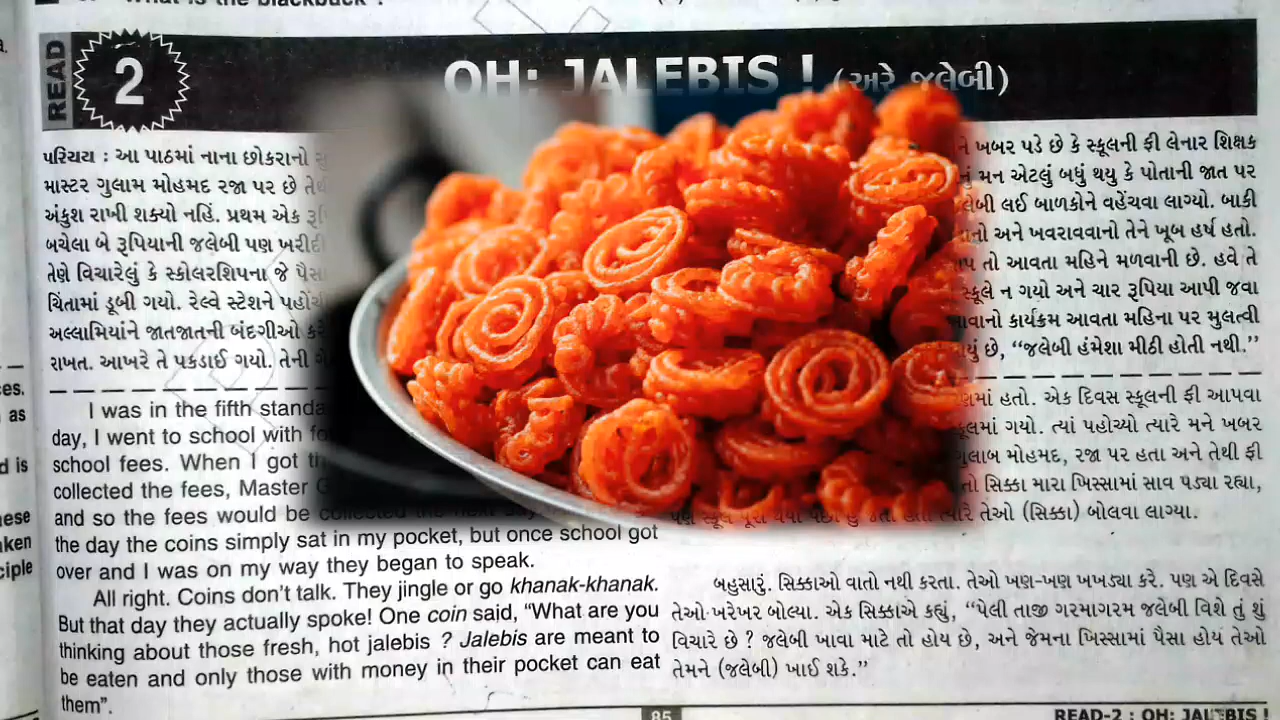 What is the blackbuck ?
READ
2
OH: JALEBIS ! (અરે જલેબી)
પરિચય : આ પાઠમાં નાના છોકરાનો
ને ખબર પડે છે કે સ્કૂલની ફી લેનાર શિક્ષક
માસ્ટર ગુલામ મોહમદ રજા પર છે
મન એટલું બધું થયુ કે પોતાની જાત પર
અંકુશ રાખી શક્યો નહિં. પ્રથમ એક
લઈ બાળકોને વહેંચવા લાગ્યો. બાકી
બચેલા બે રૂપિયાની જલેબી પણ
અને ખવરાવવાનો તેને ખૂબ હર્ષ હતો.
તેણે વિચારેલું કે સ્કોલરશિપના જે
તો આવતા મહિને મળવાની છે. હવે તે
ચિંતામાં ડૂબી ગયો. રેલ્વે સ્ટેશને
સ્કૂલે ન ગયો અને ચાર રૂપિયા આપી જવા
અલ્લામિયાંને જાતજાતની બંદગીઓ
કાર્યક્રમ આવતા મહિના પર મુલત્વી
રાખત. આખરે તે પકડાઈ ગયો. તેની
છે, “જલેબી હંમેશા મીઠી હોતી નથી.”
ces.
as
d is
I was in the fifth standa
day, I went to school with
school fees. When I got
collected the fees, Master
and so the fees would be collected the next day
the day the coins simply sat in my pocket, but once school got
over and I was on my way they began to speak.
All right. Coins don’t talk. They jingle or go khanak-khanak.
But that day they actually spoke! One coin said, “What are you
thinking about those fresh, hot jalebis ? Jalebis are meant to
be eaten and only those with money in their pocket can eat
them”.
હતો. એક દિવસ સ્કૂલની ફી આપવા
ગયો. ત્યાં પહોચ્યો ત્યારે મને ખબર
મોહમદ, રજા પર હતા અને તેથી ફી
તો સિક્કા મારા ખિસ્સામાં સાવ પડ્યા રહ્યા,
તેઓ (સિક્કા) બોલવા લાગ્યા.
બહુસારું. સિક્કાઓ વાતો નથી કરતા. તેઓ ખણ-ખણ ખખડ્યા કરે. પણ એ દિવસે
તેઓ ખરેખર બોલ્યા. એક સિક્કાએ કહ્યું, “પેલી તાજી ગરમાગરમ જલેબી વિશે તું શું
વિચારે છે ? જલેબી ખાવા માટે તો હોય છે, અને જેમના ખિસ્સામાં પૈસા હોય તેઓ
તેમને (જલેબી) ખાઈ શકે.”
85
READ-2 : OH: JALEBIS !